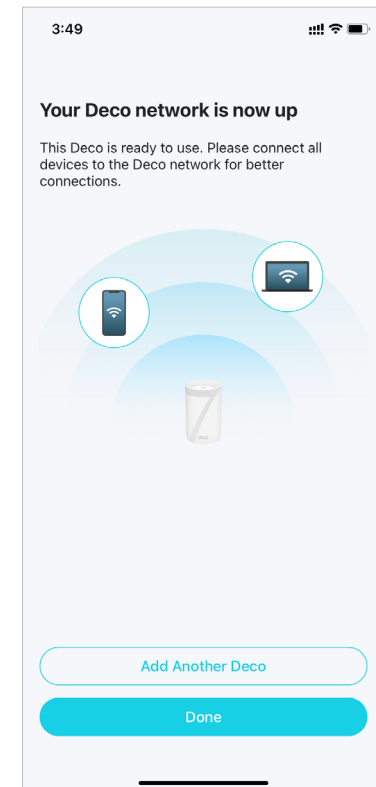 3:49
Your Deco network is now up
This Deco is ready to use. Please connect all
devices to the Deco network for better
connections.
Add Another Deco
Done